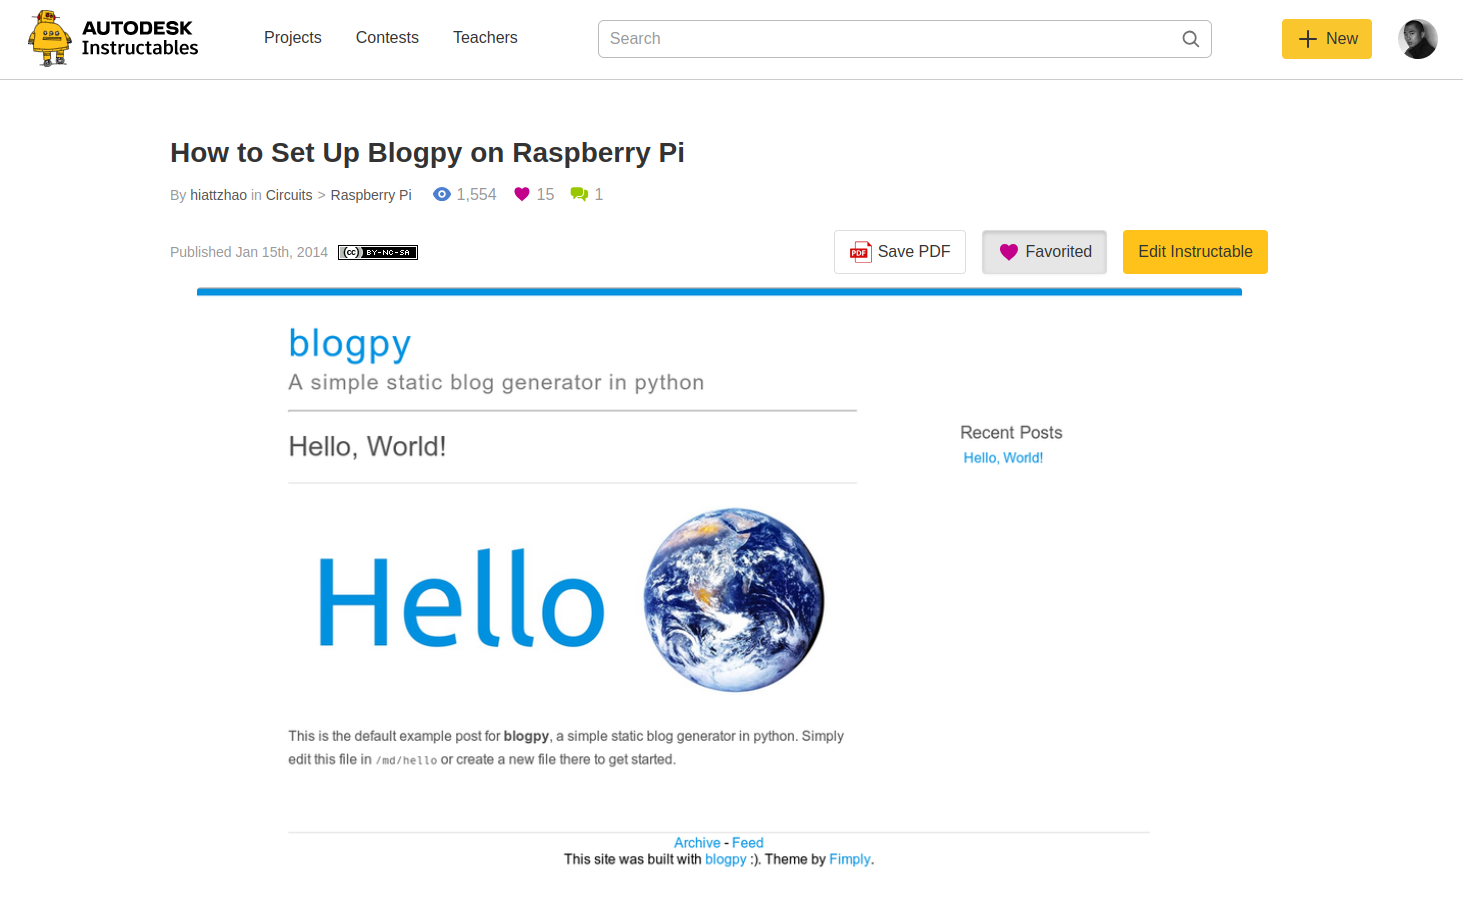 AUTODESK
Instructables
Projects
Contests
Teachers
Search
New
How to Set Up Blogpy on Raspberry Pi
By hiattzhao in Circuits > Raspberry Pi 1,554 15 1
Published Jan 15th, 2014 (cc) BY-NC-SA
PDF Save PDF
Favorited
Edit Instructable
blogpy
A simple static blog generator in python
Hello, World!
Recent Posts
Hello, World!
Hello
This is the default example post for blogpy, a simple static blog generator in python. Simply
edit this file in /md/hello or create a new file there to get started.
Archive - Feed
This site was built with blogpy :). Theme by Fimply.